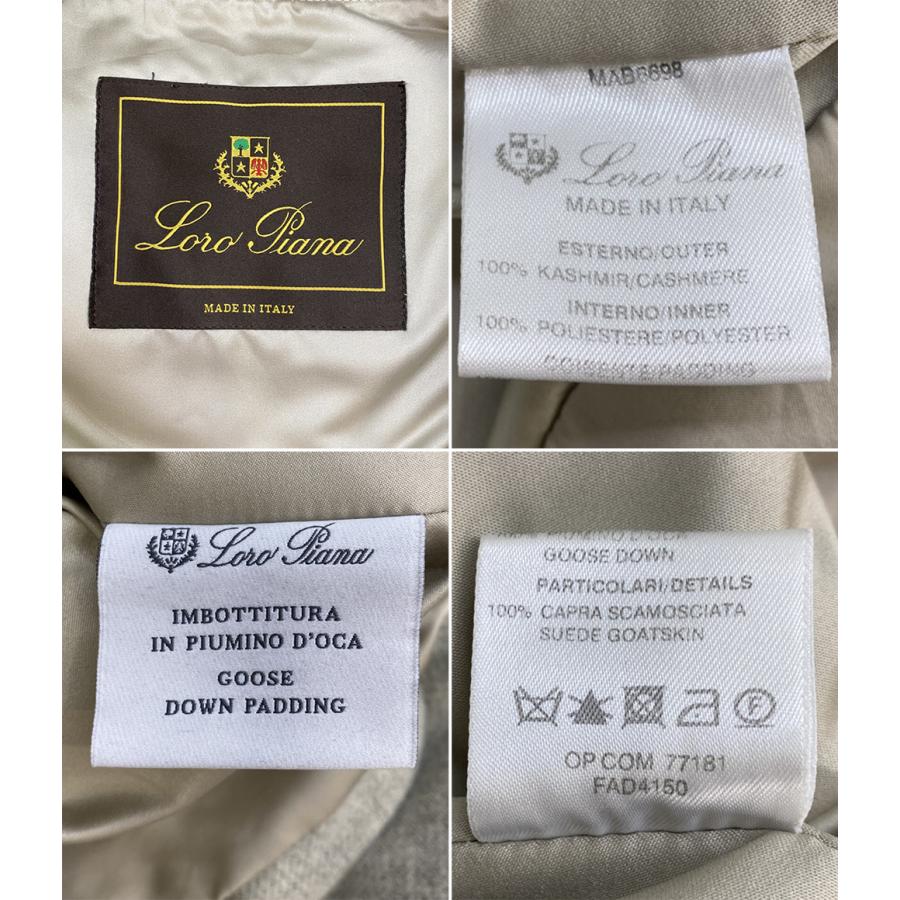 Loro Piana
MADE IN ITALY
MAB6698
Loro Piana
MADE IN ITALY
ESTERNO/OUTER
100% KASHMIR/CASHMERE
INTERNO/INNER
100% POLIESTERE/POLYESTER
PADDING
Loro Piana
IMBOTTITURA
IN PIUMINO D'OCA
GOOSE
DOWN PADDING
GOOSE DOWN
PARTICOLARI/DETAILS
100% CAPRA SCAMOSCIATA
SUEDE GOATSKIN
F
OP COM 77181
FAD4150